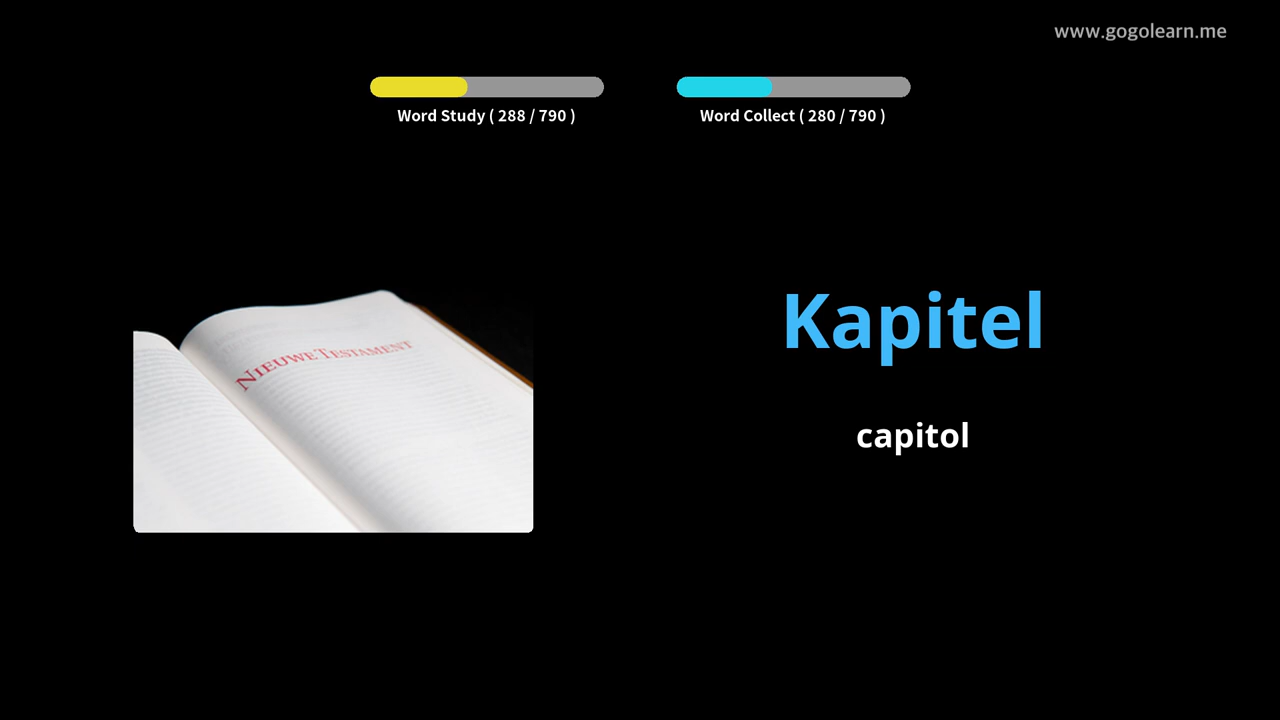 www.gogolearn.me
Word Study ( 288 / 790 )
Word Collect ( 280 / 790 )
Kapitel
capitol
NIEUWE TESTAMENT